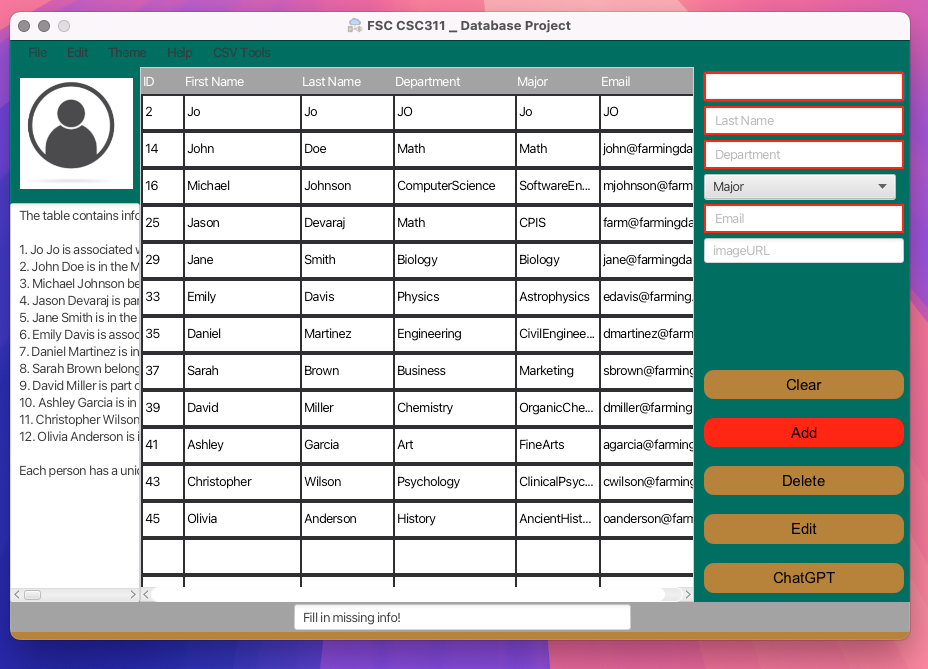 FSC CSC311 _ Database Project
File Edit Theme Help CSV Tools
The table contains info
1. Jo Jo is associated w
2. John Doe is in the M
3. Michael Johnson be
4. Jason Devaraj is par
5. Jane Smith is in the
6. Emily Davis is assoc
7. Daniel Martinez is in
8. Sarah Brown belong
9. David Miller is part o
10. Ashley Garcia is in
11. Christopher Wilson
12. Olivia Anderson is i
Each person has a uniq
ID First Name Last Name Department Major Email
2 Jo Jo JO Jo JO
14 John Doe Math Math john@farmingda
16 Michael Johnson ComputerScience SoftwareEn... mjohnson@farm
25 Jason Devaraj Math CPIS farm@farmingda
29 Jane Smith Biology Biology jane@farmingda
33 Emily Davis Physics Astrophysics edavis@farming.
35 Daniel Martinez Engineering CivilEnginee... dmartinez@farm
37 Sarah Brown Business Marketing sbrown@farming
39 David Miller Chemistry OrganicChe... dmiller@farming
41 Ashley Garcia Art FineArts agarcia@farming
43 Christopher Wilson Psychology ClinicalPsyc... cwilson@farming
45 Olivia Anderson History AncientHist... oanderson@farm
Last Name
Department
Major
Email
imageURL
Clear
Add
Delete
Edit
ChatGPT
Fill in missing info!